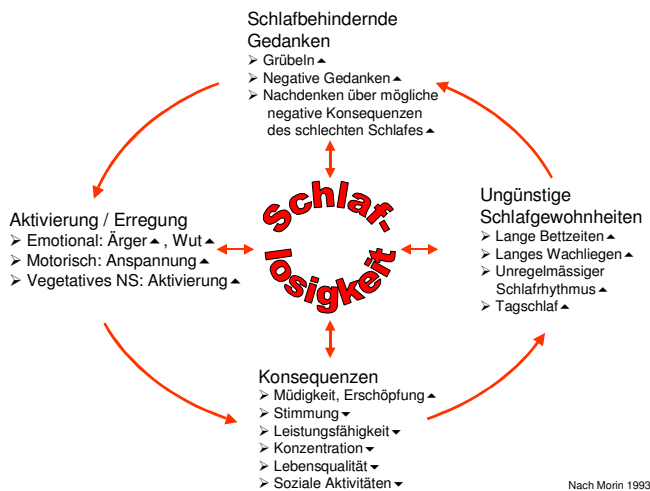 Schlafbehindernde
Gedanken
➢ Grübeln ▲
➢ Negative Gedanken ▲
➢ Nachdenken über mögliche
negative Konsequenzen
des schlechten Schlafes ▲
Aktivierung / Erregung
➢ Emotional: Ärger ▲ , Wut ▲
➢ Motorisch: Anspannung ▲
➢ Vegetatives NS: Aktivierung ▲
Schlaf-
losigkeit
Ungünstige
Schlafgewohnheiten
➢ Lange Bettzeiten ▲
➢ Langes Wachliegen ▲
➢ Unregelmässiger
Schlafrhythmus ▲
➢ Tagschlaf ▲
Konsequenzen
➢ Müdigkeit, Erschöpfung ▲
➢ Stimmung ▼
➢ Leistungsfähigkeit ▼
➢ Konzentration ▼
➢ Lebensqualität ▼
➢ Soziale Aktivitäten ▼
Nach Morin 1993